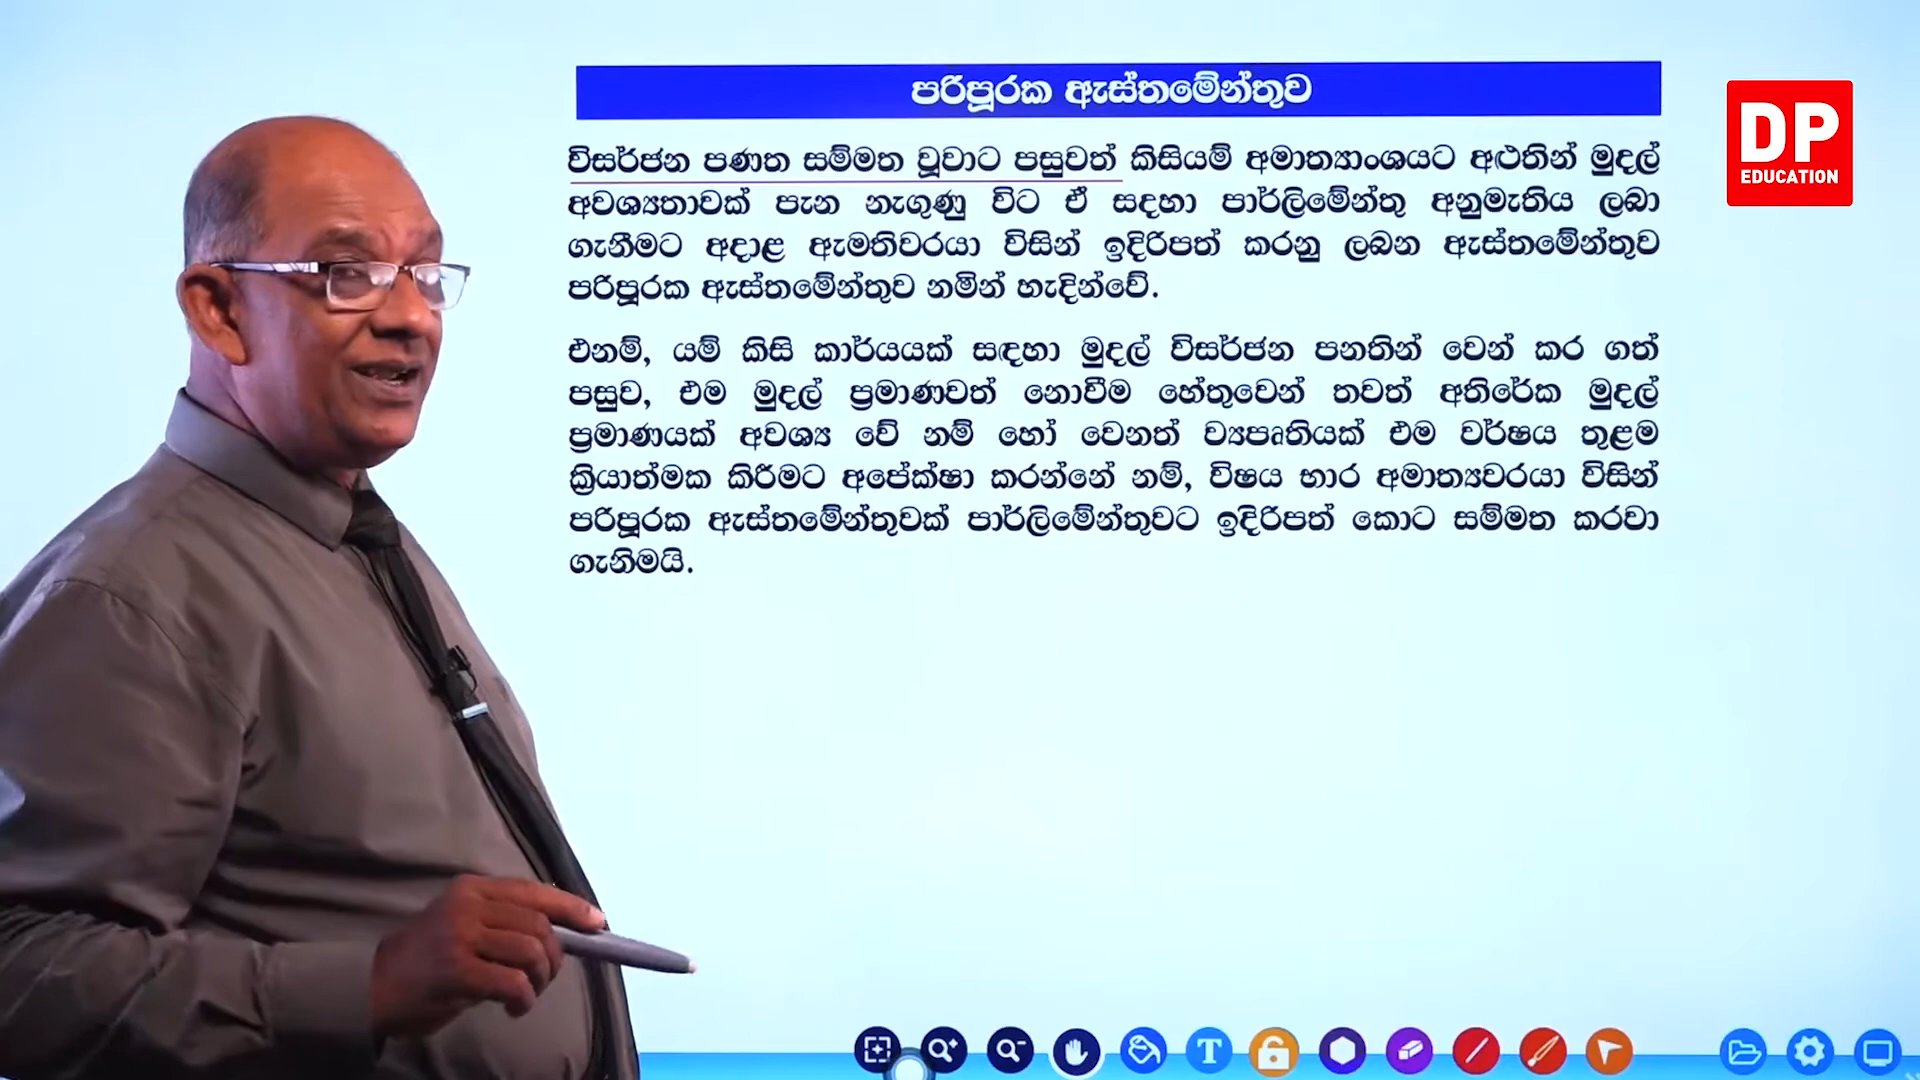 පරිපූරක ඇස්තමේන්තුව
DP
EDUCATION
විසර්ජන පණත සම්මත වූවාට පසුවත් කිසියම් අමාත්‍යාංශයට අළුතින් මුදල්
අවශ්‍යතාවක් පැන නැගුණු විට ඒ සදහා පාර්ලිමේන්තු අනුමැතිය ලබා
ගැනීමට අදාළ ඇමතිවරයා විසින් ඉදිරිපත් කරනු ලබන ඇස්තමේන්තුව
පරිපූරක ඇස්තමේන්තුව නමින් හැදින්වේ.
එනම්, යම් කිසි කාර්යයක් සඳහා මුදල් විසර්ජන පනතින් වෙන් කර ගත්
පසුව, එම මුදල් ප්‍රමාණවත් නොවීම හේතුවෙන් තවත් අතිරේක මුදල්
ප්‍රමාණයක් අවශ්‍ය වේ නම් හෝ වෙනත් ව්‍යපෘතියක් එම වර්ෂය තුළම
ක්‍රියාත්මක කිරීමට අපේක්ෂා කරන්නේ නම්, විෂය භාර අමාත්‍යවරයා විසින්
පරිපූරක ඇස්තමේන්තුවක් පාර්ලිමේන්තුවට ඉදිරිපත් කොට සම්මත කරවා
ගැනිමයි.